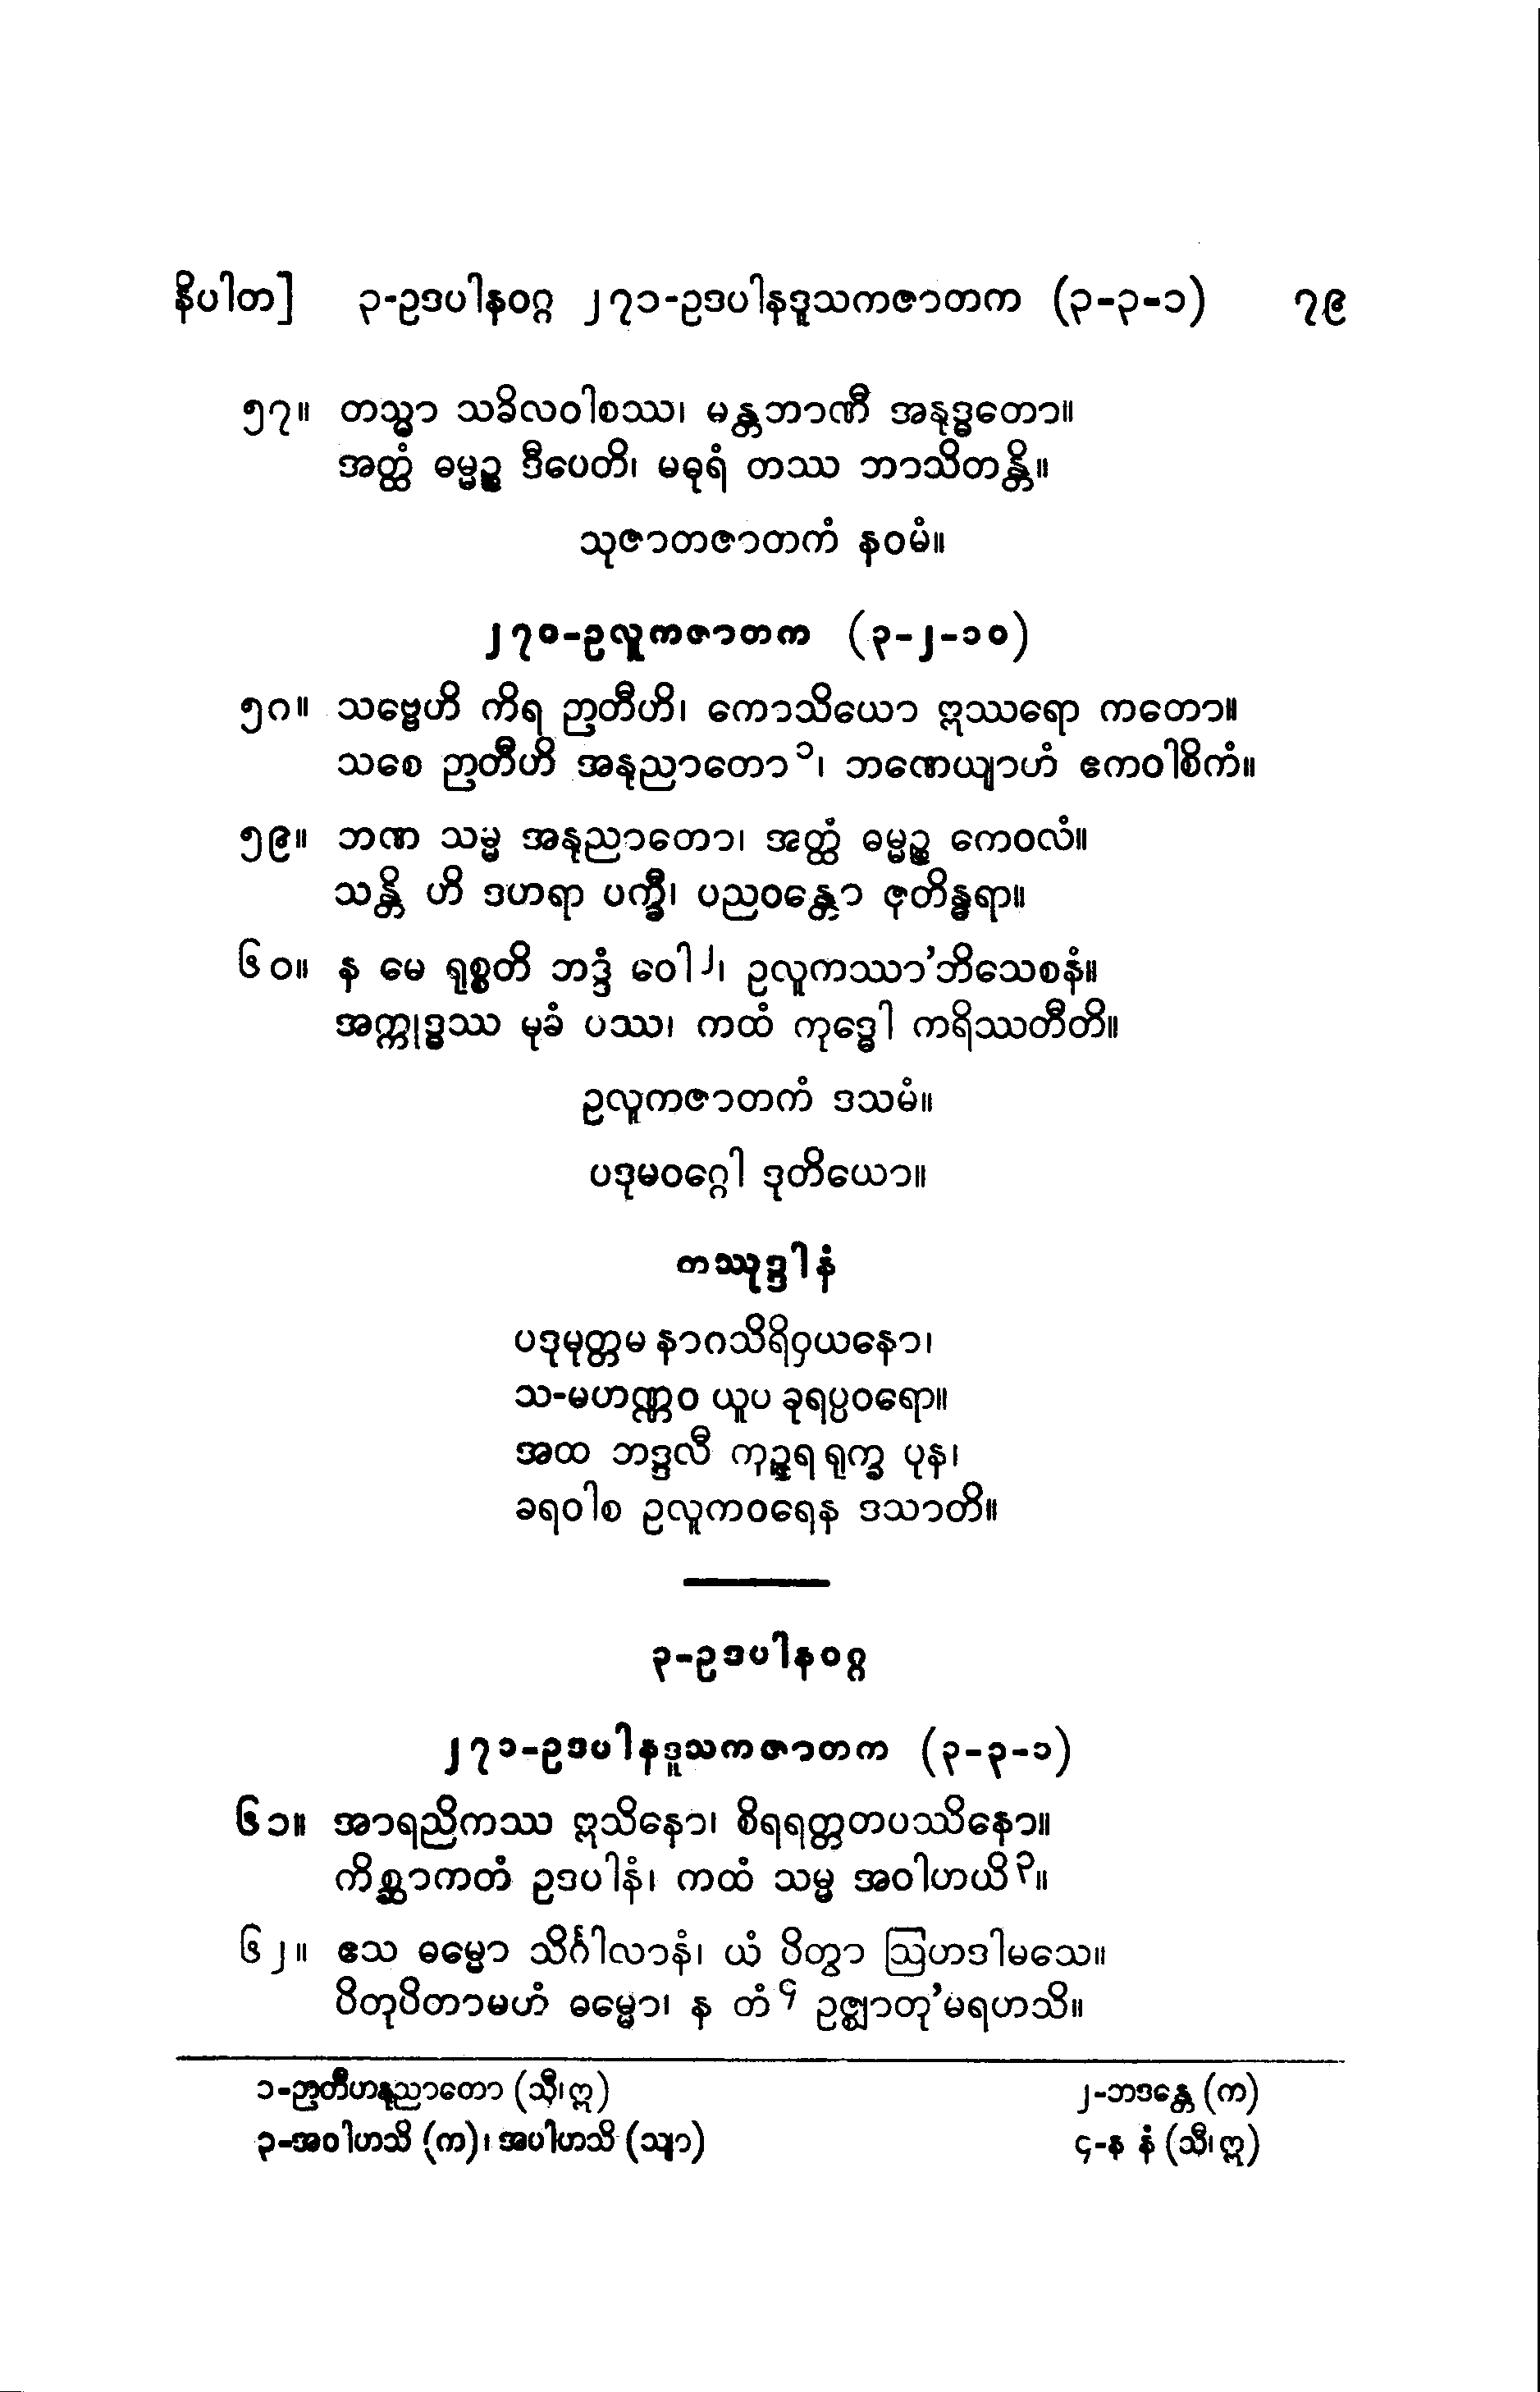 နိပါတ] ၃-ဥဒပါနဝဂ္ဂ ၂၇၁-ဥဒပါနဒူသကဇာတက (၃-၃-၁) ၇၉
၅၇။ တသ္မာ သခိလဝါစဿ၊ မန္တဘာဏီ အနုဒ္ဓတော။
အတ္ထံ ဓမ္မဉ္စ ဒီပေတိ၊ မဓုရံ တဿ ဘာသိတန္တိ။
သုဇာတဇာတကံ နဝမံ။
၂၇၀-ဥလူကဇာတက (၃-၂-၁၀)
၅၈။ သဗ္ဗေဟိ ကိရ ဉာတီဟိ၊ ကောသိယော ဣဿရော ကတော။
သစေ ဉာတီဟိ အနုညာတော၁၊ ဘဏေယျာဟံ ဧကဝါစိကံ။
၅၉။ ဘဏ သမ္မ အနုညာတော၊ အတ္ထံ ဓမ္မဉ္စ ကေဝလံ။
သန္တိ ဟိ ဒဟရာ ပက္ခီ၊ ပညဝန္တော ဇုတိန္ဓရာ။
၆၀။ န မေ ရုစ္စတိ ဘဒ္ဒံ ဝေါ၂၊ ဥလူကဿာ’ဘိသေစနံ။
အက္ကုဒ္ဓဿ မုခံ ပဿ၊ ကထံ ကုဒ္ဓေါ ကရိဿတီတိ။
ဥလူကဇာတကံ ဒသမံ။
ပဒုမဝဂ္ဂေါ ဒုတိယော။
တဿုဒ္ဒါနံ
ပဒုမုတ္တမ နာဂသိရိဝှယနော၊
သ-မဟဏ္ဏဝ ယူပ ခုရပ္ပဝရော။
အထ ဘဒ္ဒလီ ကုဉ္ဇရ ရုက္ခ ပုန၊
ခရဝါစ ဥလူကဝရေန ဒသာတိ။
၃-ဥဒပါနဝဂ္ဂ
၂၇၁-ဥဒပါနဒူသကဇာတက (၃-၃-၁)
၆၁။ အာရညိကဿ ဣသိနော၊ စိရရတ္တတပဿိနော။
ကိစ္ဆာကတံ ဥဒပါနံ၊ ကထံ သမ္မ အဝါဟယိ၃။
၆၂။ ဧသ ဓမ္မော သိင်္ဂါလာနံ၊ ယံ ပိတွာ ဩဟဒါမသေ။
ပိတုပိတာမဟံ ဓမ္မော၊ န တံ၄ ဥဇ္ဈာတု’မရဟသိ။
၁-ဉာတီဟနုညာတော (သီ၊ဣ) ၂-ဘဒန္တေ (က)
၃-အဝါဟသိ (က)၊ အပါဟသိ (သျာ) ၄-န နံ (သီ၊ဣ)